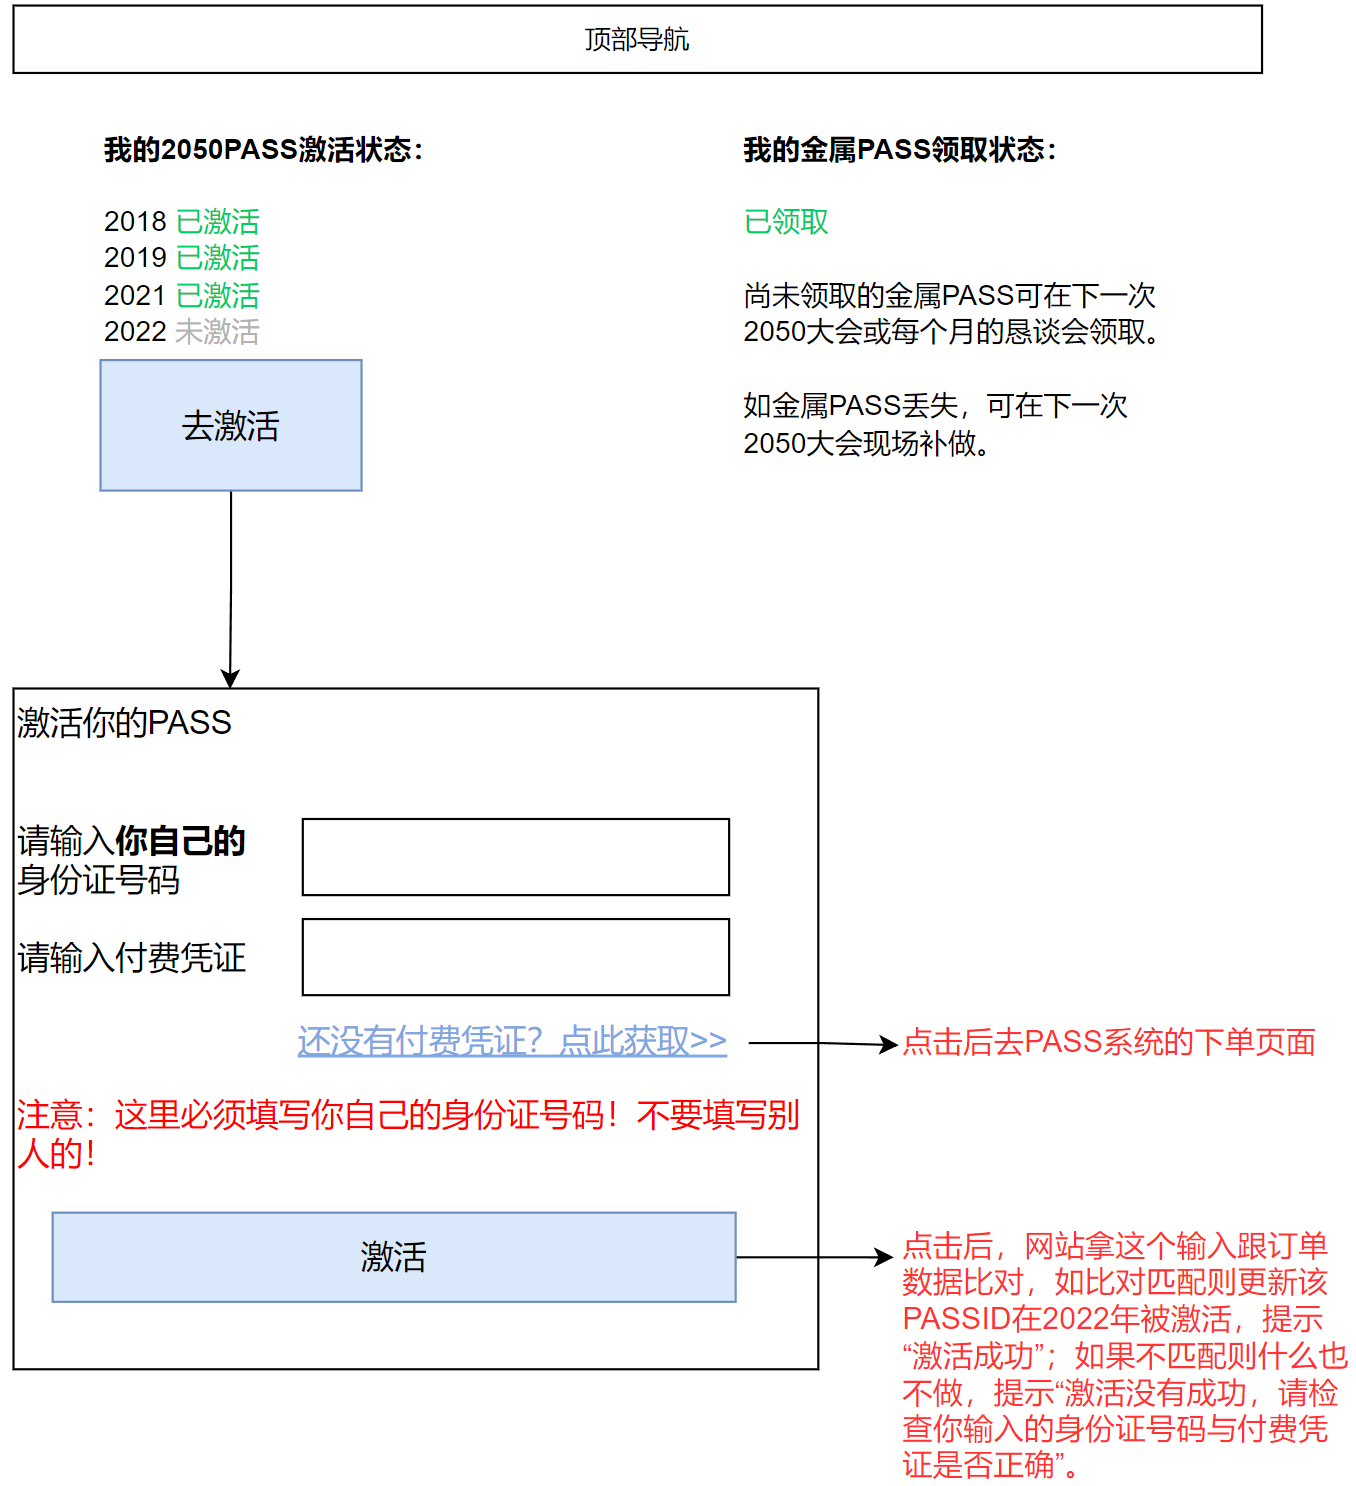 顶部导航
我的2050PASS激活状态：
2018 已激活
2019 已激活
2021 已激活
2022 未激活
去激活
我的金属PASS领取状态：
已领取
尚未领取的金属PASS可在下一次
2050大会或每个月的恳谈会领取。
如金属PASS丢失，可在下一次
2050大会现场补做。
激活你的PASS
请输入你自己的
身份证号码
请输入付费凭证
还没有付费凭证？点此获取>>
点击后去PASS系统的下单页面
注意：这里必须填写你自己的身份证号码！不要填写别
人的！
激活
点击后，网站拿这个输入跟订单
数据比对，如比对匹配则更新该
PASSID在2022年被激活，提示
“激活成功”；如果不匹配则什么也
不做，提示“激活没有成功，请检
查你输入的身份证号码与付费凭
证是否正确”。